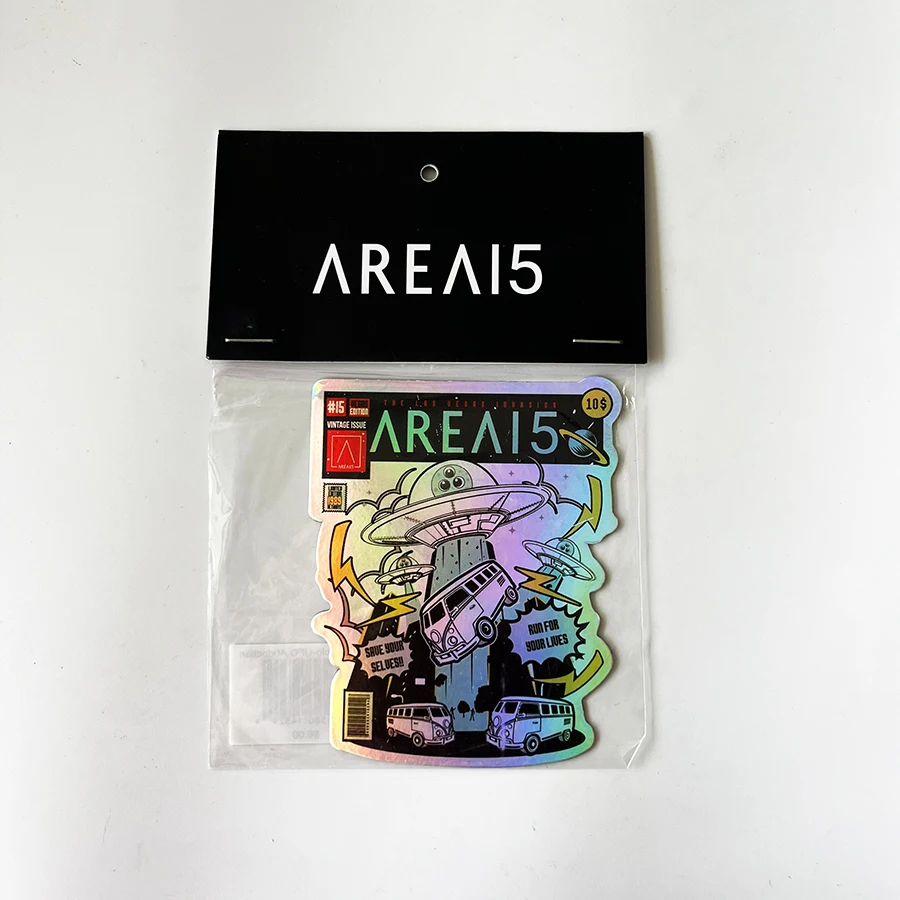 AREA15
#15
EDITION
THE LAS VEGAS INVASION
10$
VINTAGE ISSUE
AREA15
AREA15
1989
SAVE YOUR
SELVES!!
RUN FOR
YOUR LIVES